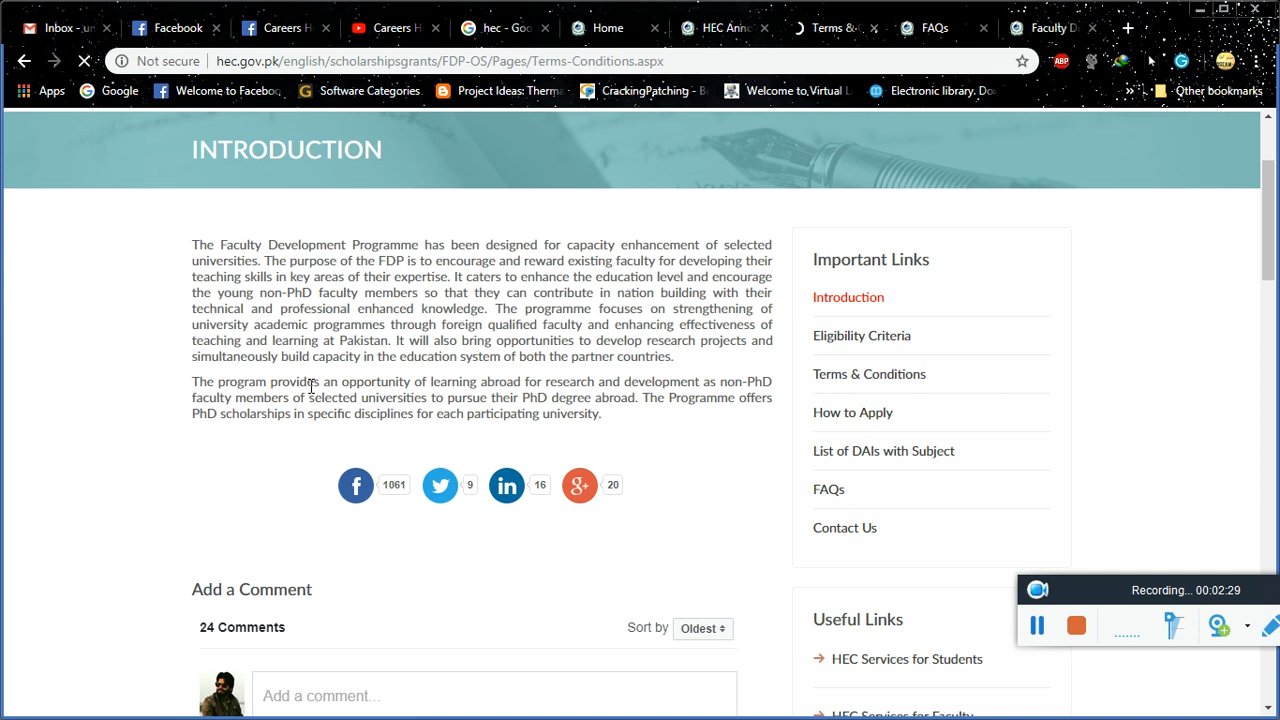 Inbox - un
Facebook
Careers H
Careers H
hec - Goo
Home
HEC Anno
Terms &
FAQs
Faculty D
Not secure
hec.gov.pk/english/scholarshipsgrants/FDP-OS/Pages/Terms-Conditions.aspx
ABP
Apps
Google
Welcome to Faceboo
Software Categories
Project Ideas: Therma
CrackingPatching - B
Welcome to Virtual L
Electronic library. Do
»
Other bookmarks
INTRODUCTION
The Faculty Development Programme has been designed for capacity enhancement of selected
universities. The purpose of the FDP is to encourage and reward existing faculty for developing their
teaching skills in key areas of their expertise. It caters to enhance the education level and encourage
the young non-PhD faculty members so that they can contribute in nation building with their
technical and professional enhanced knowledge. The programme focuses on strengthening of
university academic programmes through foreign qualified faculty and enhancing effectiveness of
teaching and learning at Pakistan. It will also bring opportunities to develop research projects and
simultaneously build capacity in the education system of both the partner countries.
The program provides an opportunity of learning abroad for research and development as non-PhD
faculty members of selected universities to pursue their PhD degree abroad. The Programme offers
PhD scholarships in specific disciplines for each participating university.
1061
9
16
20
Add a Comment
24 Comments
Sort by
Oldest
Add a comment...
Important Links
Introduction
Eligibility Criteria
Terms & Conditions
How to Apply
List of DAIs with Subject
FAQs
Contact Us
Recording... 00:02:29
Useful Links
HEC Services for Students
HEC Services for Faculty